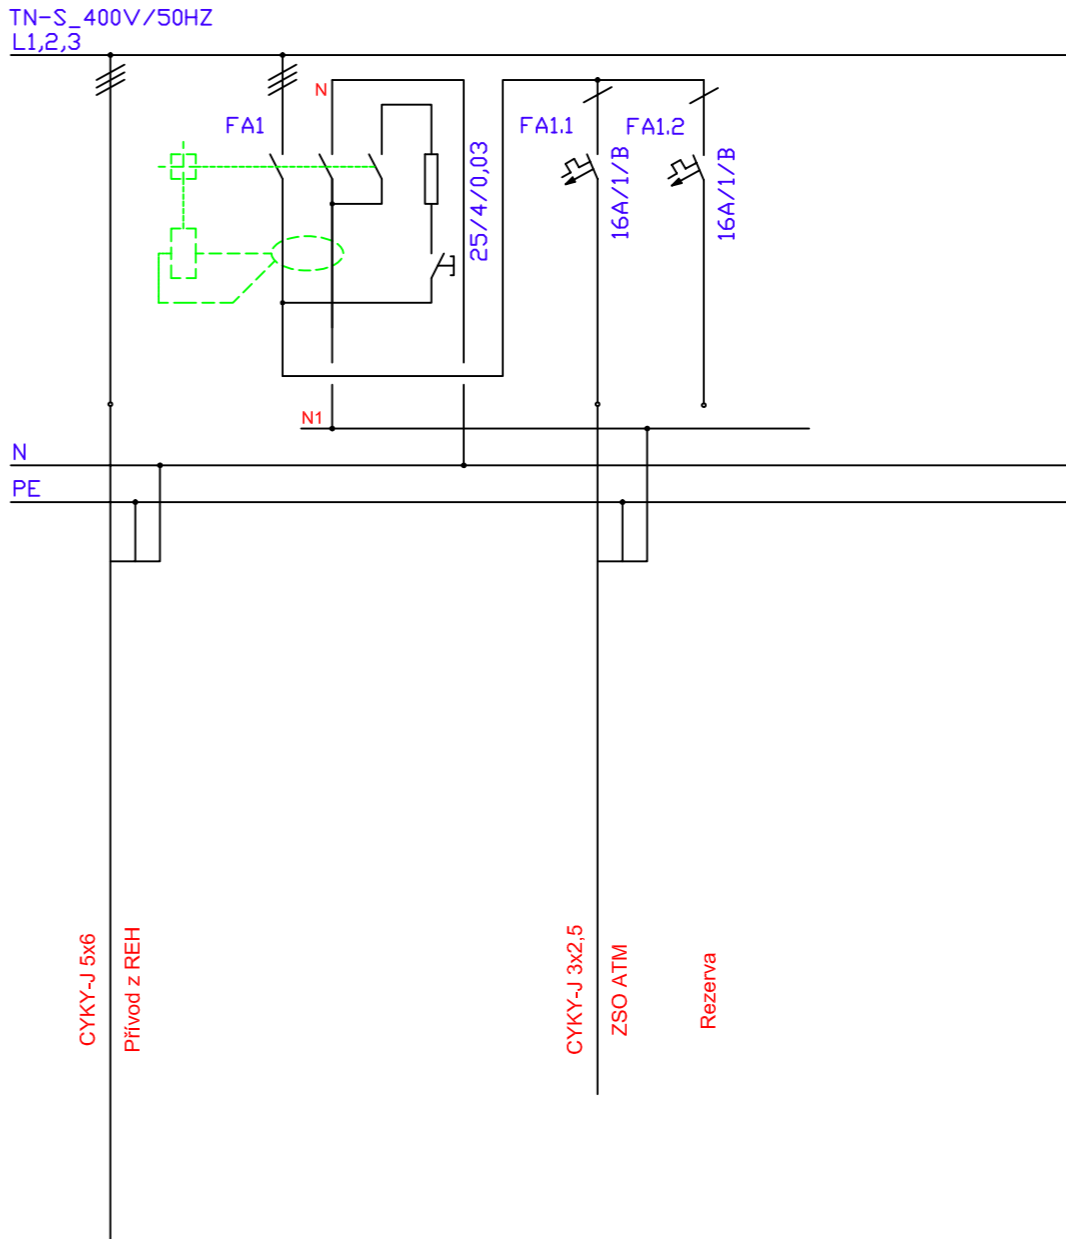 TN-S_400V/50HZ
L1,2,3
N
FA1
FA1.1
FA1.2
25/4/0,03
16A/1/B
16A/1/B
N1
N
PE
CYKY-J 5x6
Přívod z REH
CYKY-J 3x2,5
ZSO ATM
Rezerva